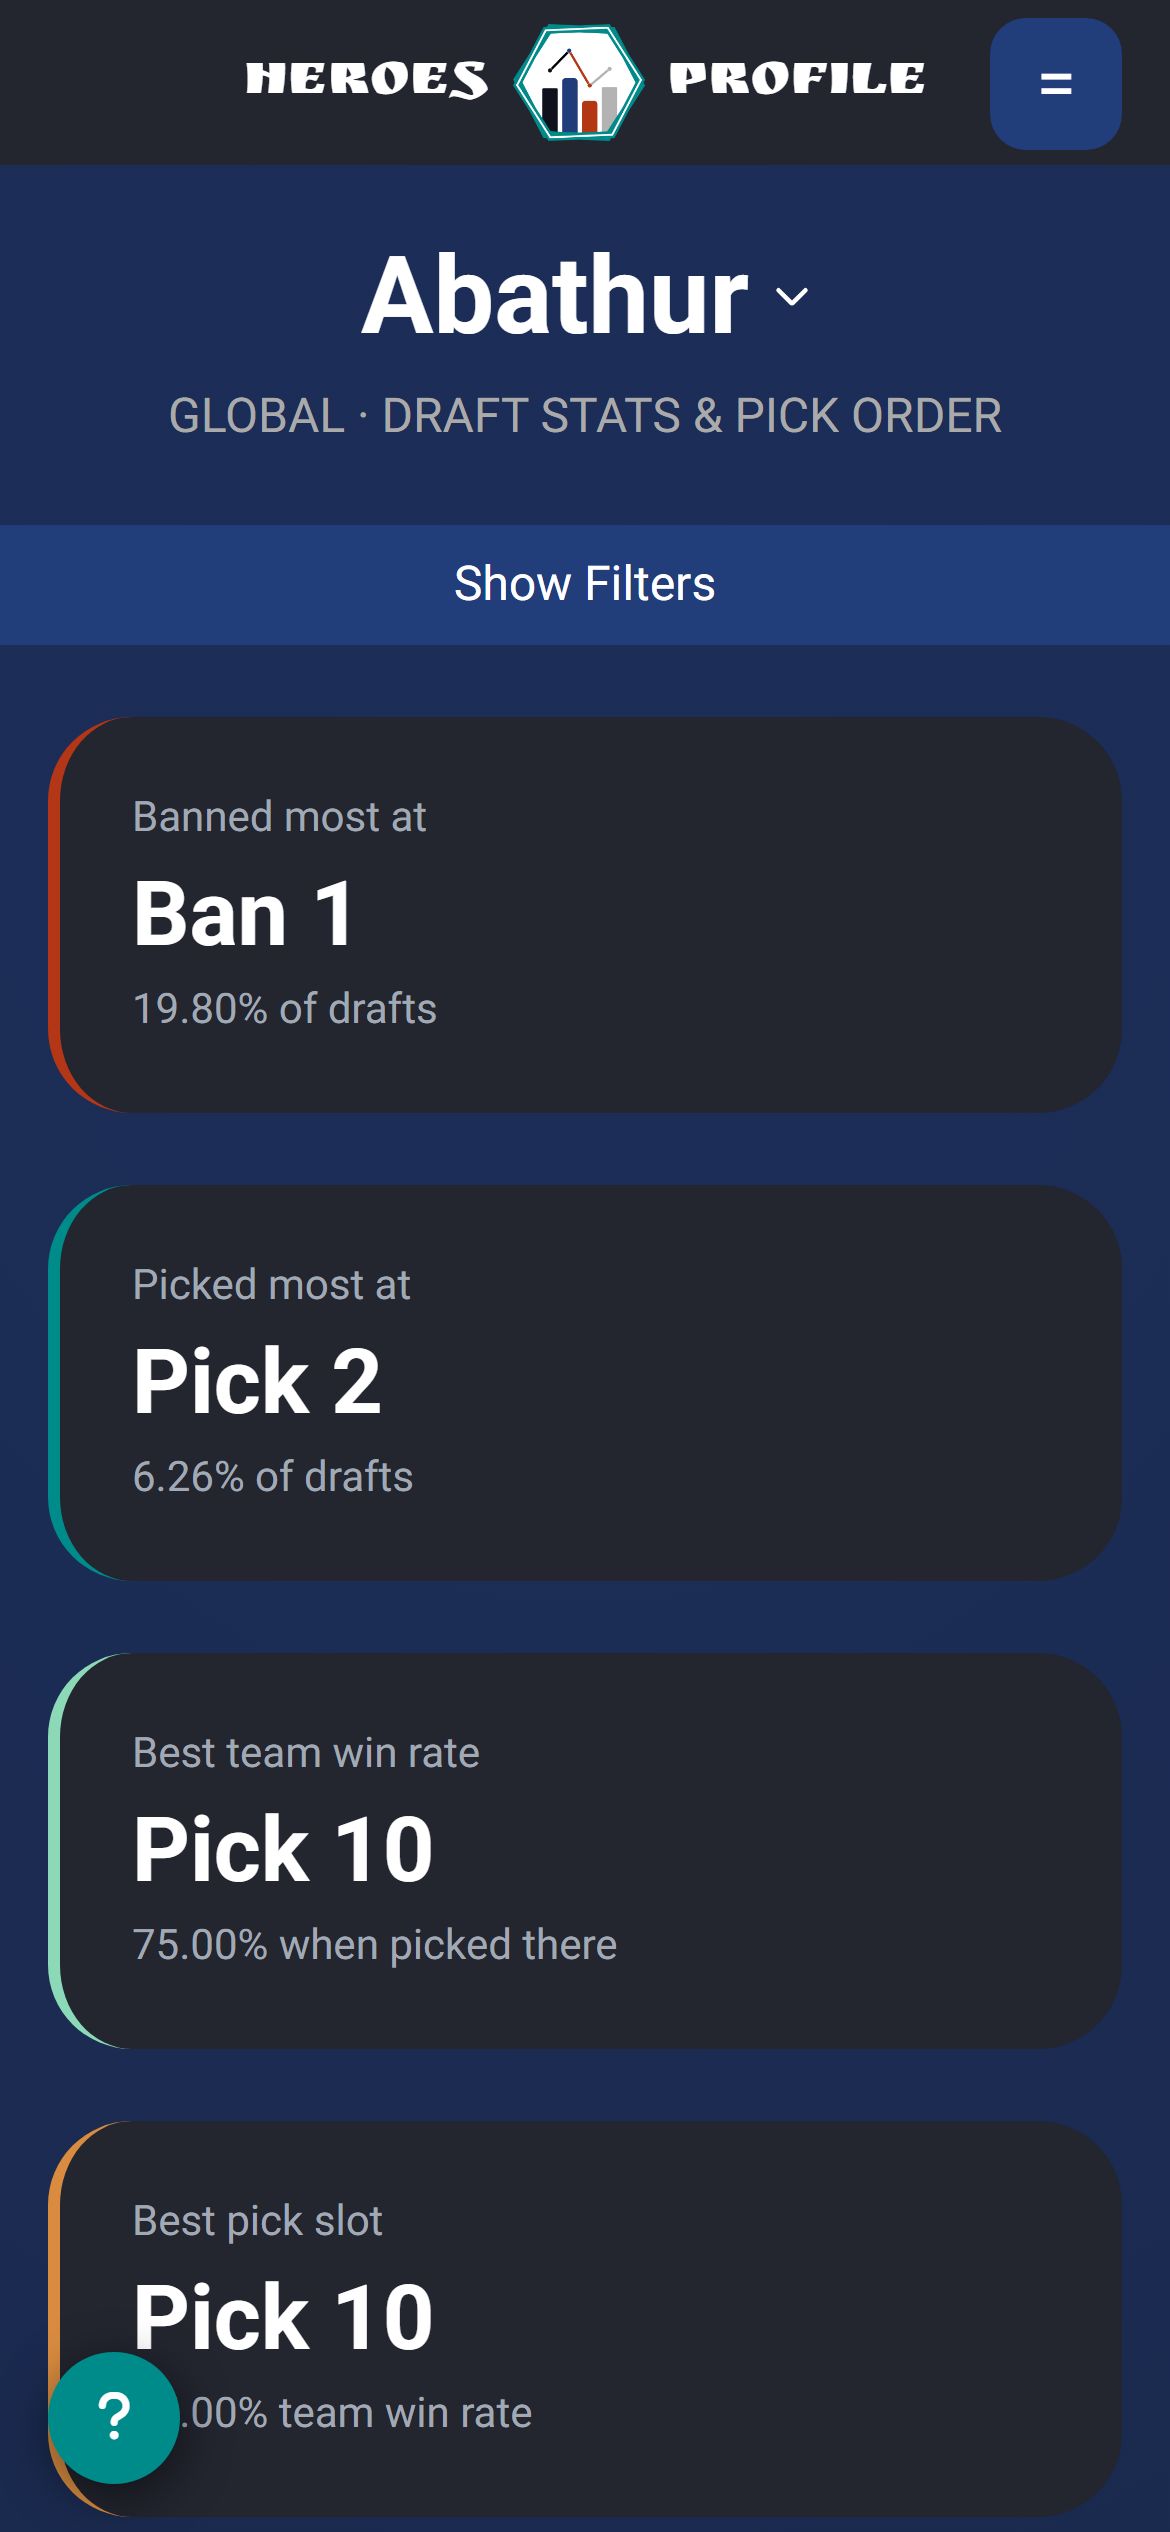 HEROES PROFILE
=
Abathur
GLOBAL · DRAFT STATS & PICK ORDER
Show Filters
Banned most at
Ban 1
19.80% of drafts
Picked most at
Pick 2
6.26% of drafts
Best team win rate
Pick 10
75.00% when picked there
Best pick slot
Pick 10
.00% team win rate
?